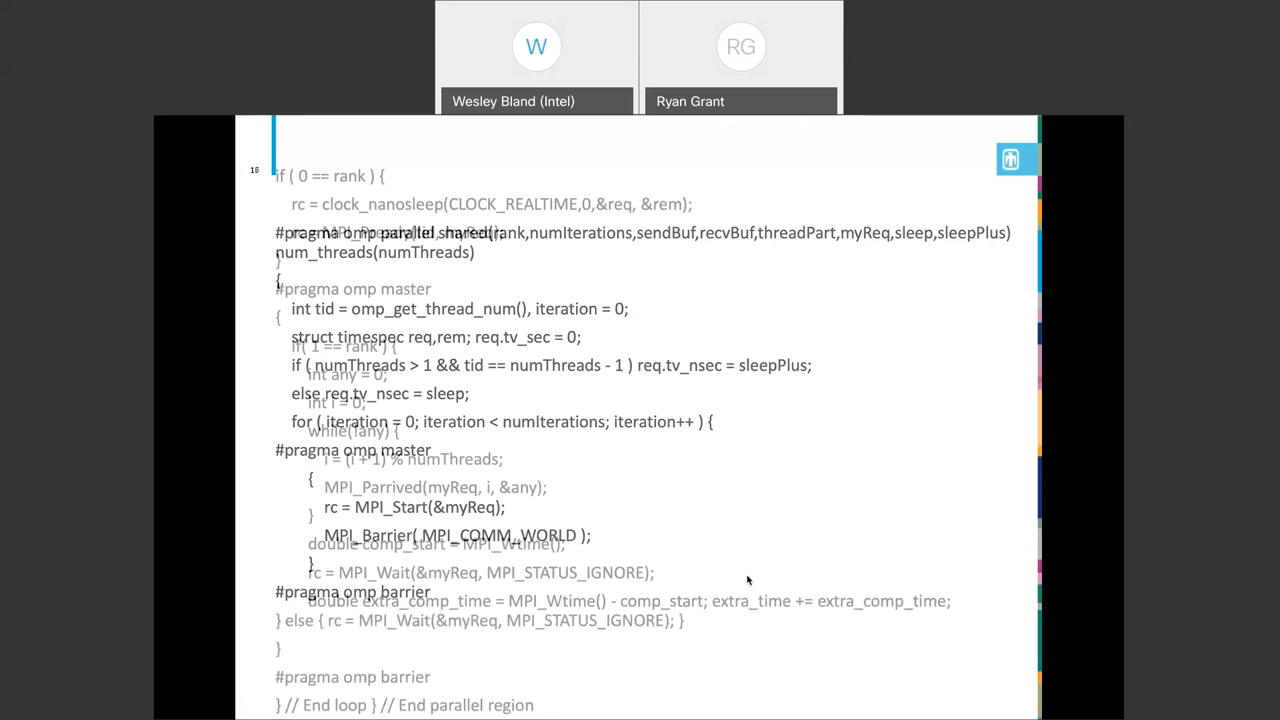 W
RG
Wesley Bland (Intel)
Ryan Grant
if ( 0 == rank ) {
rc = clock_nanosleep(CLOCK_REALTIME,0,&req, &rem);
#pragma omp parallel shared(rank,numIterations,sendBuf,recvBuf,threadPart,myReq,sleep,sleepPlus)
num_threads(numThreads)
}
{
#pragma omp master
{
int tid = omp_get_thread_num(), iteration = 0;
struct timespec req,rem; req.tv_sec = 0;
if( 1 == rank ) {
if ( numThreads > 1 && tid == numThreads - 1 ) req.tv_nsec = sleepPlus;
int any = 0;
else req.tv_nsec = sleep;
int i = 0;
for ( iteration = 0; iteration < numIterations; iteration++ ) {
while(!any) {
#pragma omp master
i = (i + 1) % numThreads;
{
MPI_Parrived(myReq, i, &any);
rc = MPI_Start(&myReq);
}
MPI_Barrier( MPI_COMM_WORLD );
double comp_start = MPI_Wtime();
}
rc = MPI_Wait(&myReq, MPI_STATUS_IGNORE);
#pragma omp barrier
double extra_comp_time = MPI_Wtime() - comp_start; extra_time += extra_comp_time;
} else { rc = MPI_Wait(&myReq, MPI_STATUS_IGNORE); }
}
#pragma omp barrier
} // End loop } // End parallel region